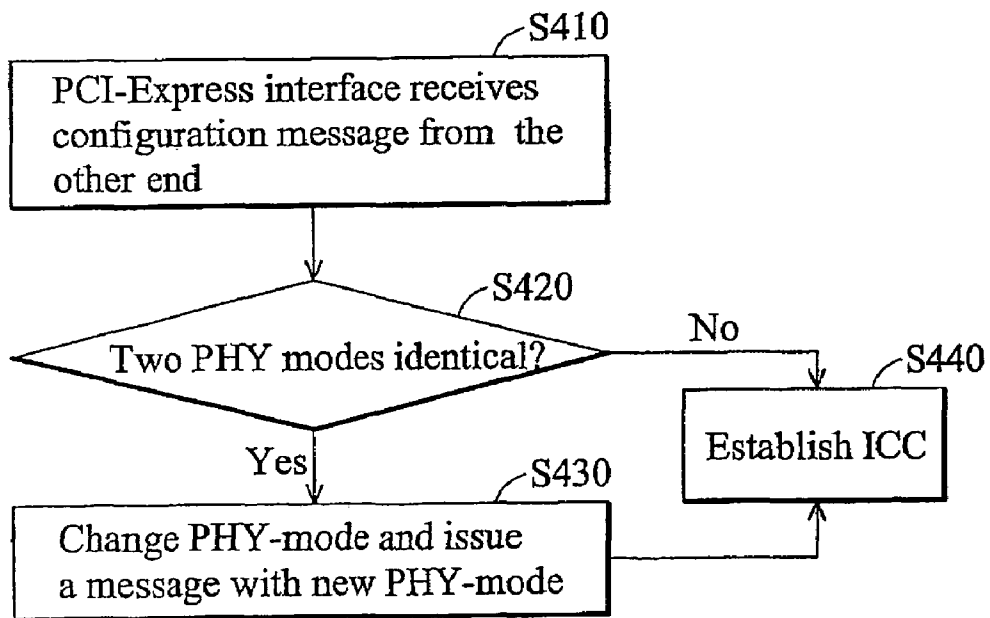 S410
PCI-Express interface receives
configuration message from the
other end
S420
Two PHY modes identical?
No
S440
Establish ICC
Yes
S430
Change PHY-mode and issue
a message with new PHY-mode